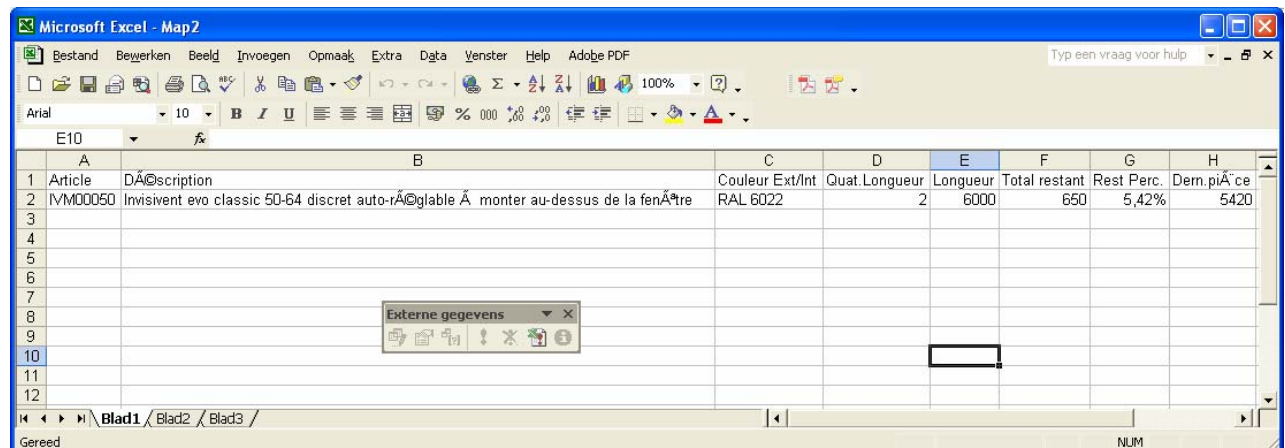 Microsoft Excel - Map2
Bestand Bewerken Beeld Invoegen Opmaak Extra Data Venster Help Adobe PDF Typ een vraag voor hulp
100%
Arial 10 B I U % 000
E10 fx
A B C D E F G H
1 Article DÃ©scription Couleur Ext/Int Quat.Longueur Longueur Total restant Rest Perc. Dern.piÃ¨ce
2 IVM00050 Invisivent evo classic 50-64 discret auto-rÃ©glable Ã monter au-dessus de la fenÃªtre RAL 6022 2 6000 650 5,42% 5420
3
4
5
6
7
8 Externe gegevens
9
10
11
12
Blad1 / Blad2 / Blad3 /
Gereed NUM